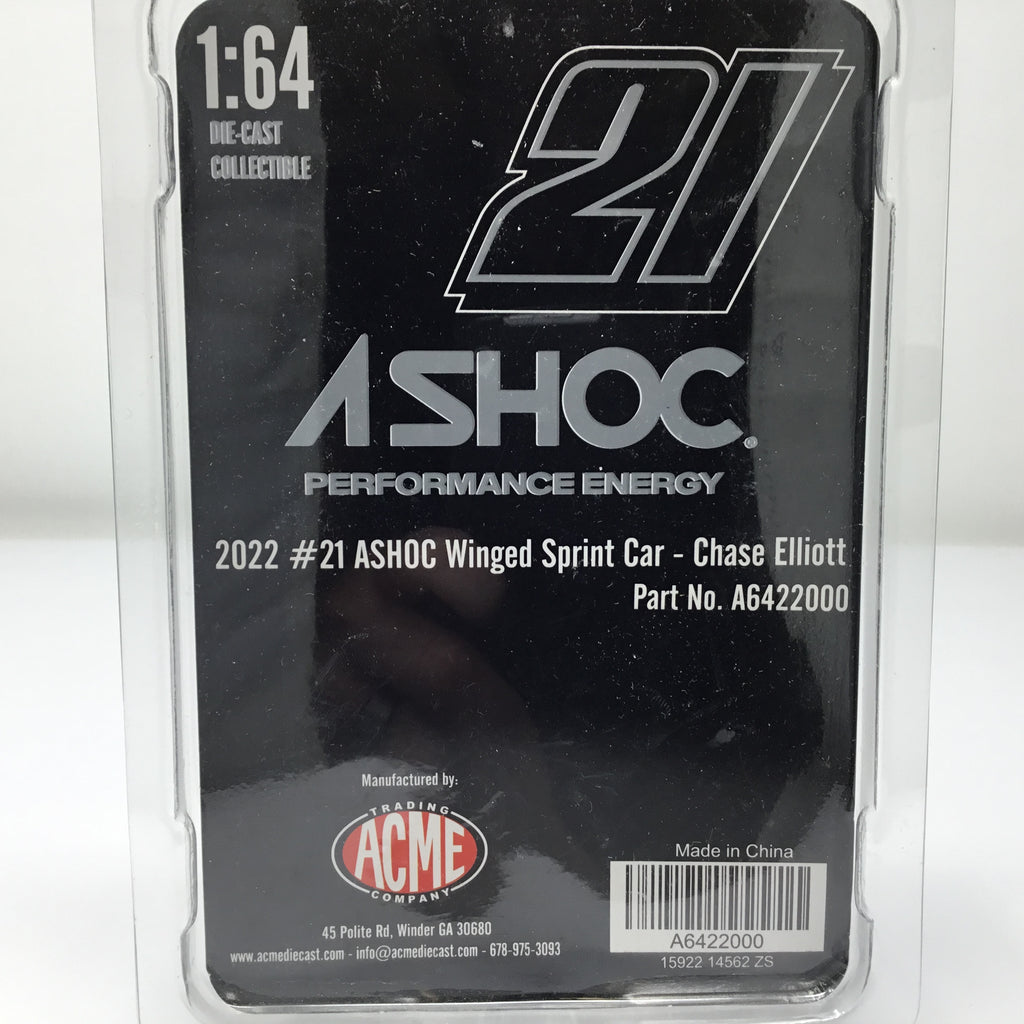 1:64
DIE-CAST
COLLECTIBLE
21
ASHOC®
PERFORMANCE ENERGY
2022 #21 ASHOC Winged Sprint Car - Chase Elliott
Part No. A6422000
Manufactured by:
TRADING
ACME
COMPANY
45 Polite Rd, Winder GA 30680
www.acmediecast.com - info@acmediecast.com - 678-975-3093
Made in China
A6422000
15922 14562 ZS